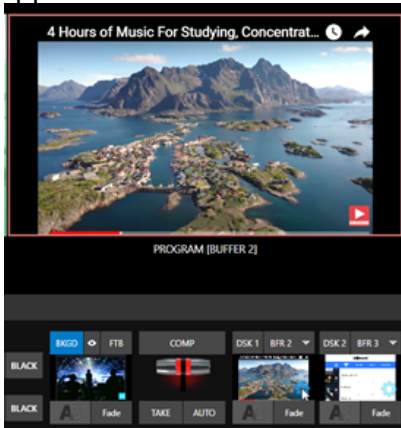 4 Hours of Music For Studying, Concentrat...
PROGRAM [BUFFER 2]
BKGD FTB COMP DSK 1 BFR 2 DSK 2 BFR 3
BLACK
BLACK A Fade TAKE AUTO A Fade A Fade